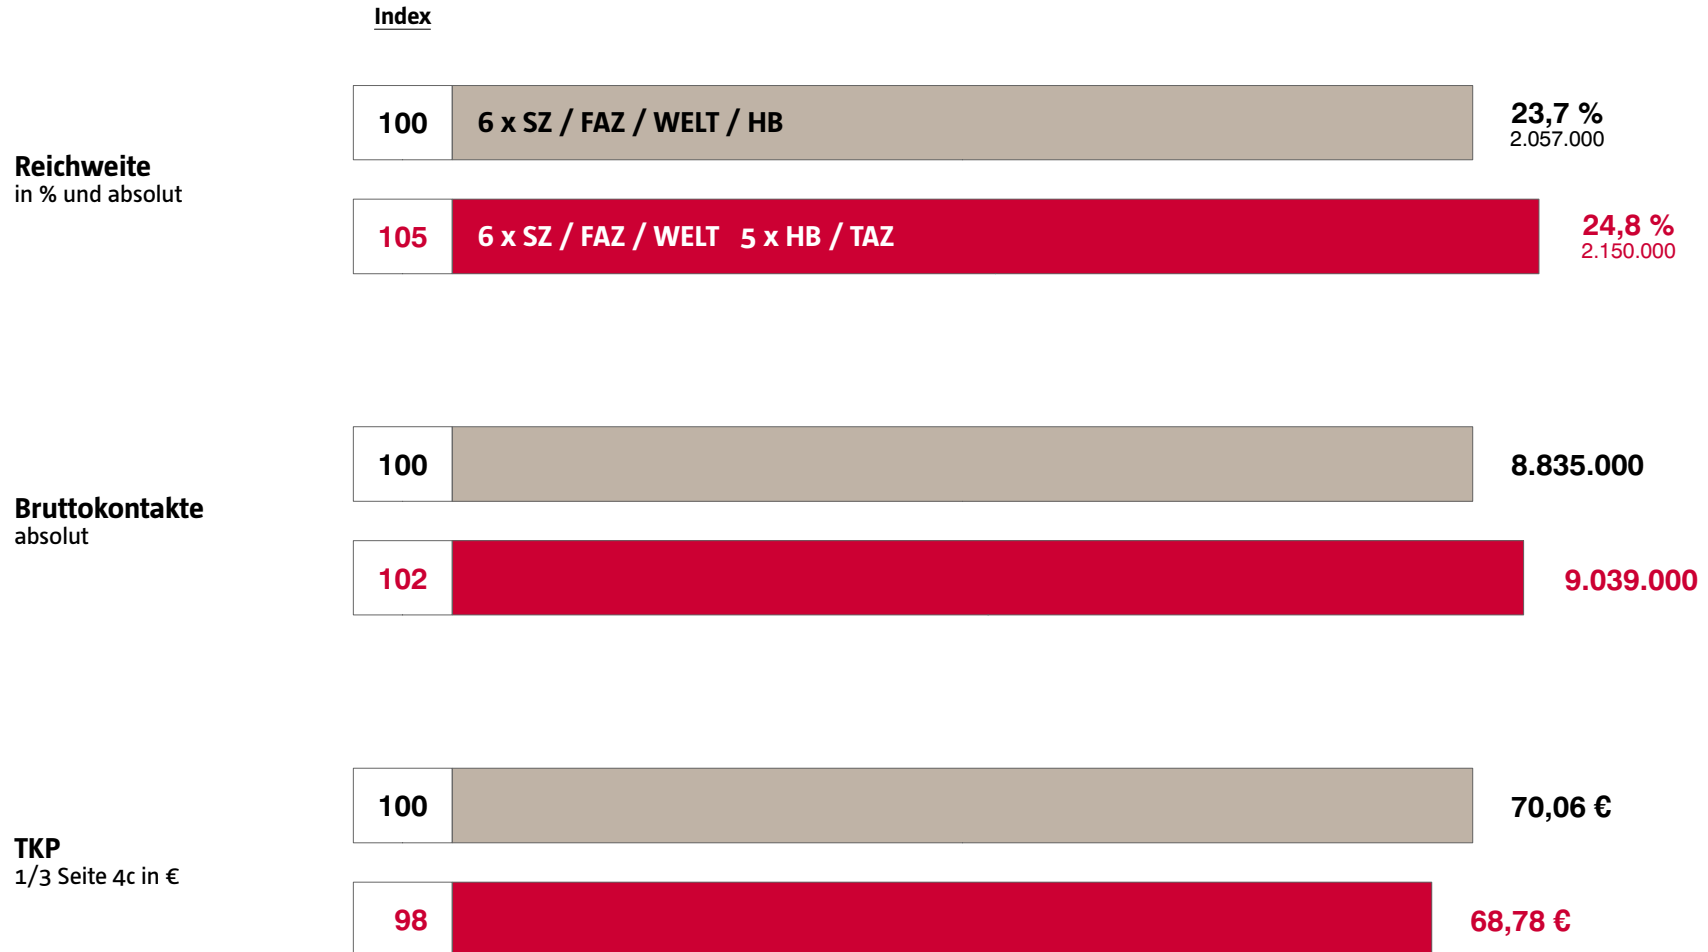 Index
Reichweite
in % und absolut
100 6 x SZ / FAZ / WELT / HB 23,7 %
2.057.000
105 6 x SZ / FAZ / WELT 5 x HB / TAZ 24,8 %
2.150.000
Bruttokontakte
absolut
100 8.835.000
102 9.039.000
TKP
1/3 Seite 4c in €
100 70,06 €
98 68,78 €